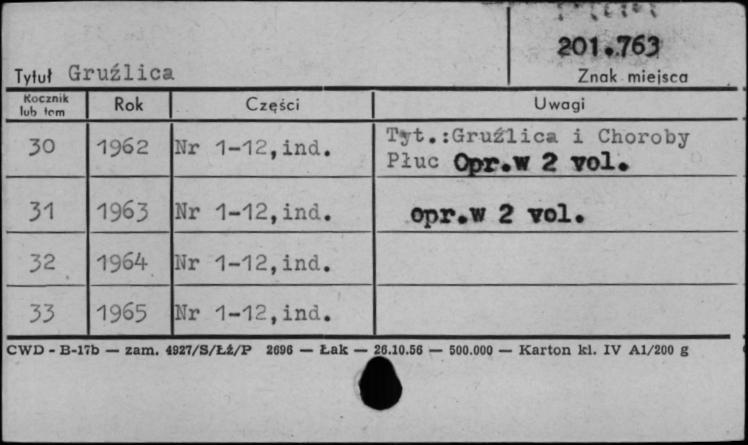 201.763
Tytuł Gruźlica
Znak miejsca
Rocznik lub tom Rok Części Uwagi
30 1962 Nr 1-12,ind. Tyt.:Gruźlica i Choroby
Płuc Opr.w 2 vol.
31 1963 Nr 1-12,ind. opr.w 2 vol.
32 1964 Nr 1-12,ind.
33 1965 Nr 1-12,ind.
CWD - B-17b — zam. 4927/S/ŁŻ/P 2696 — Łak — 26.10.56 — 500.000 — Karton kl. IV A1/200 g